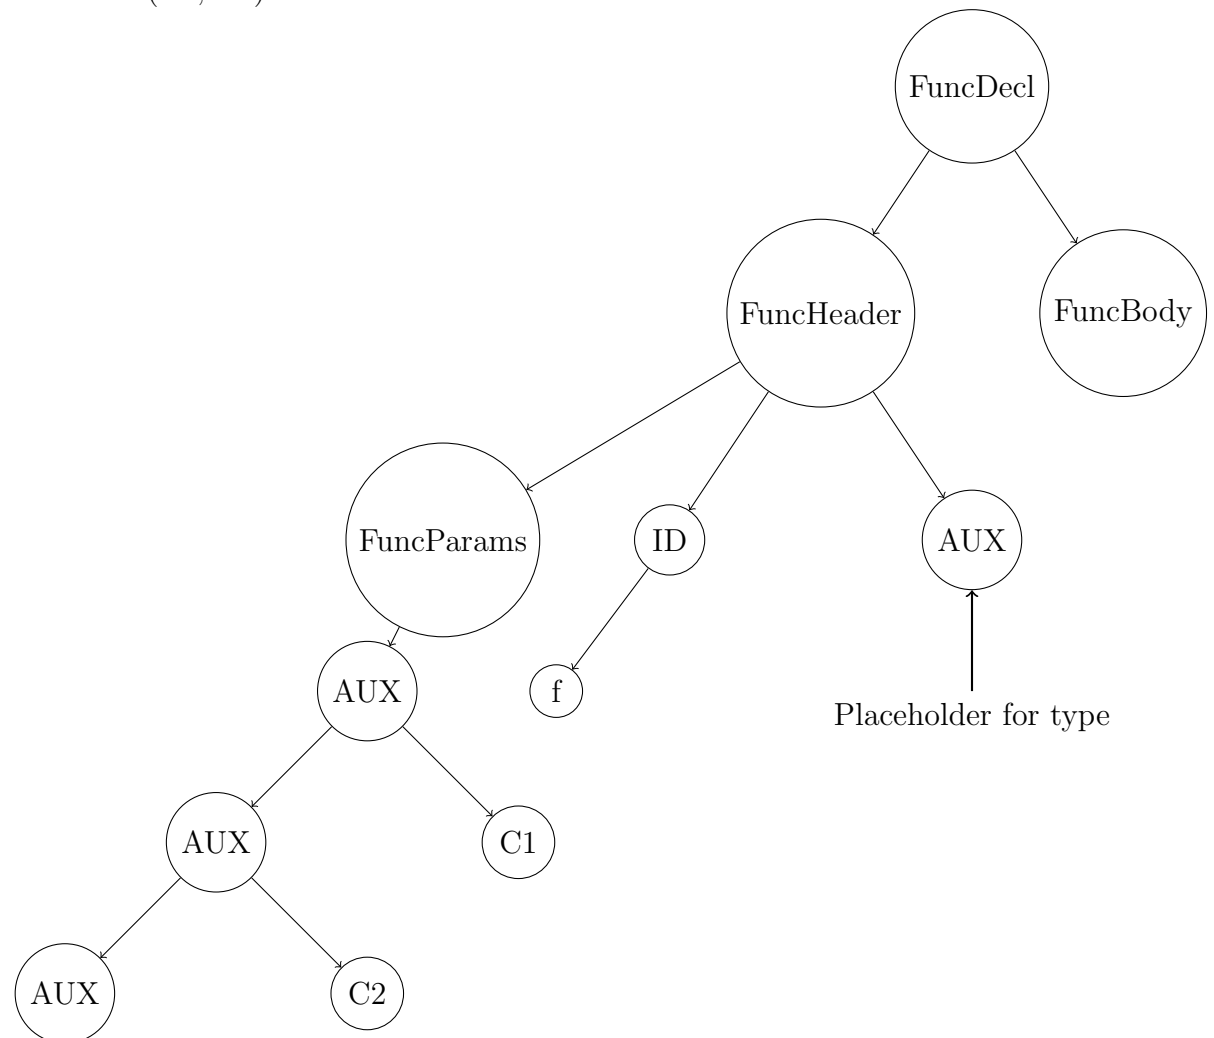 FuncDecl
FuncHeader
FuncBody
FuncParams
ID
AUX
AUX
f
Placeholder for type
AUX
C1
AUX
C2